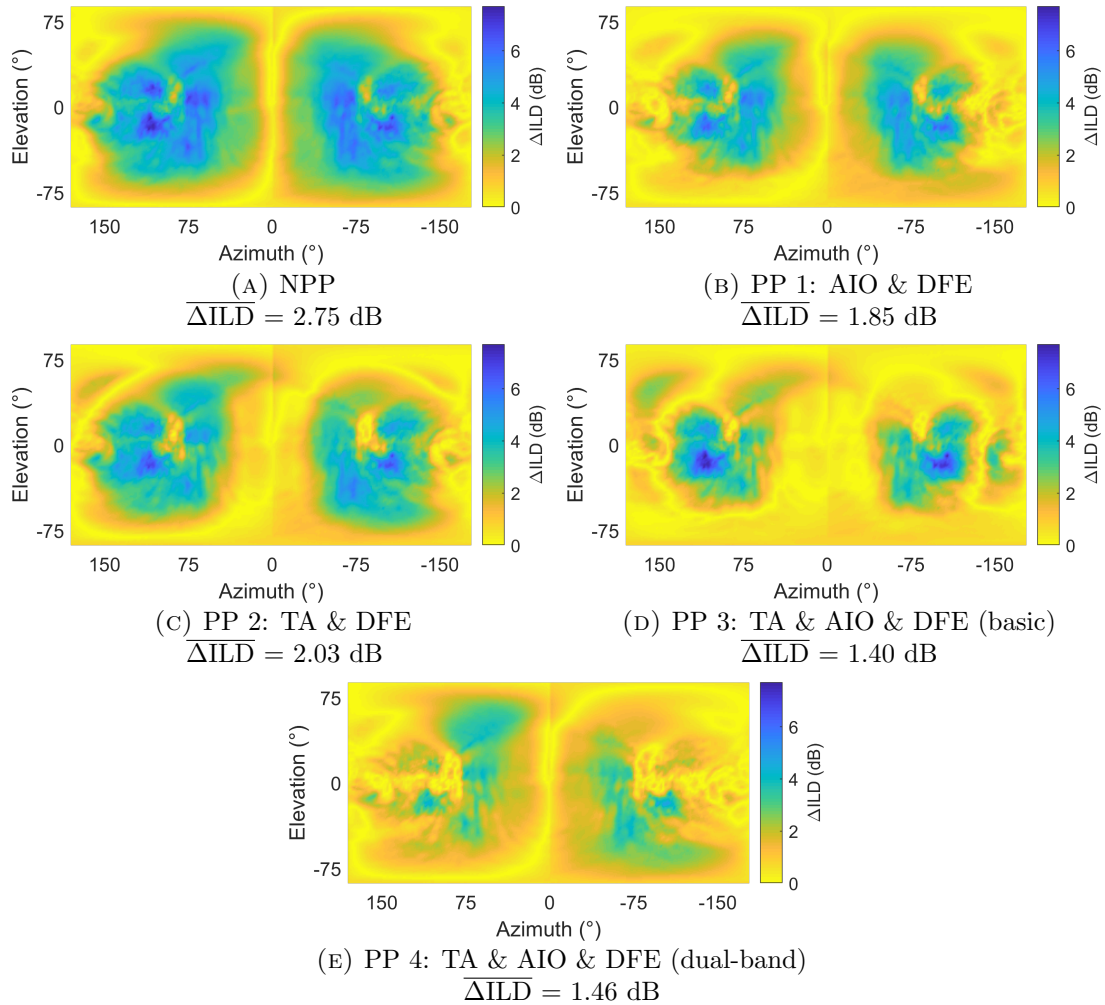 75
0
-75
Elevation (°)
150 75 0 -75 -150
Azimuth (°)
6
4
2
0
ΔILD (dB)
(A) NPP
ΔILD = 2.75 dB
75
0
-75
Elevation (°)
150 75 0 -75 -150
Azimuth (°)
6
4
2
0
ΔILD (dB)
(B) PP 1: AIO & DFE
ΔILD = 1.85 dB
75
0
-75
Elevation (°)
150 75 0 -75 -150
Azimuth (°)
6
4
2
0
ΔILD (dB)
(C) PP 2: TA & DFE
ΔILD = 2.03 dB
75
0
-75
Elevation (°)
150 75 0 -75 -150
Azimuth (°)
6
4
2
0
ΔILD (dB)
(D) PP 3: TA & AIO & DFE (basic)
ΔILD = 1.40 dB
75
0
-75
Elevation (°)
150 75 0 -75 -150
Azimuth (°)
6
4
2
0
ΔILD (dB)
(E) PP 4: TA & AIO & DFE (dual-band)
ΔILD = 1.46 dB